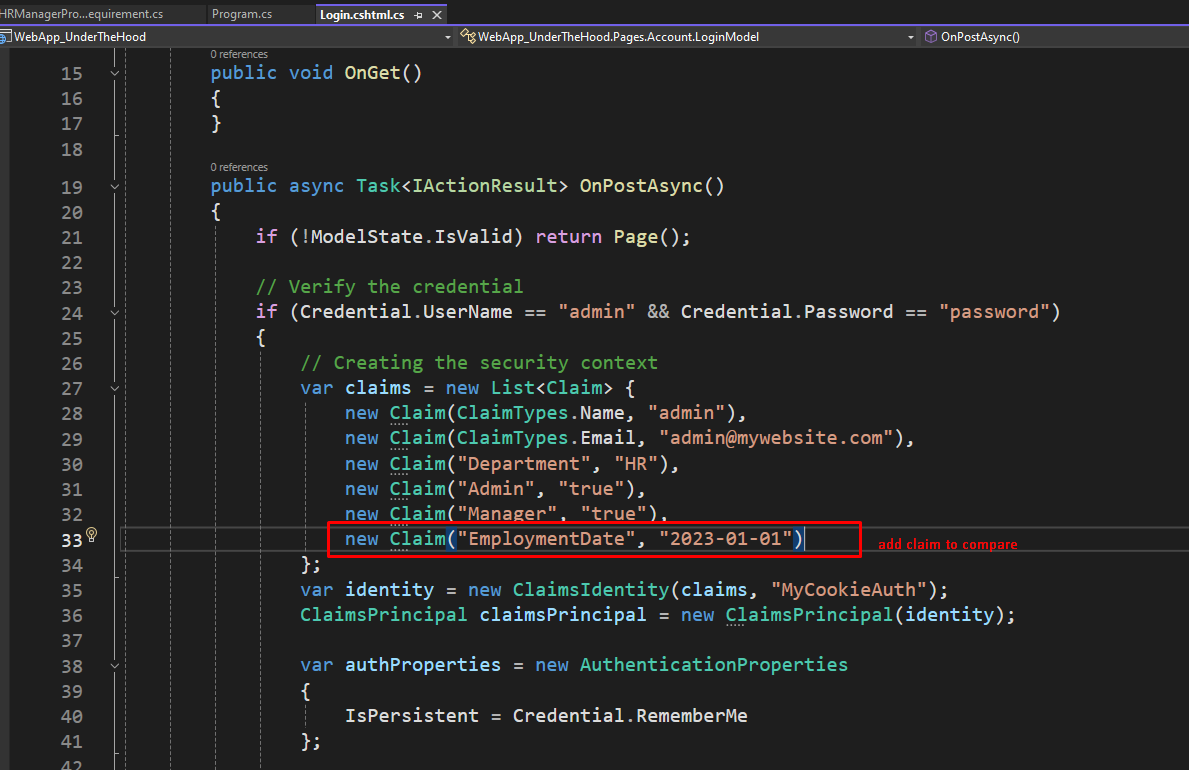 HRManagerPro...equirement.cs Program.cs Login.cshtml.cs
WebApp_UnderTheHood WebApp_UnderTheHood.Pages.Account.LoginModel OnPostAsync()
0 references
15 public void OnGet()
16 {
17 }
18
0 references
19 public async Task<IActionResult> OnPostAsync()
20 {
21 if (!ModelState.IsValid) return Page();
22
23 // Verify the credential
24 if (Credential.UserName == "admin" && Credential.Password == "password")
25 {
26 // Creating the security context
27 var claims = new List<Claim> {
28 new Claim(ClaimTypes.Name, "admin"),
29 new Claim(ClaimTypes.Email, "admin@mywebsite.com"),
30 new Claim("Department", "HR"),
31 new Claim("Admin", "true"),
32 new Claim("Manager", "true"),
33 new Claim("EmploymentDate", "2023-01-01") add claim to compare
34 };
35 var identity = new ClaimsIdentity(claims, "MyCookieAuth");
36 ClaimsPrincipal claimsPrincipal = new ClaimsPrincipal(identity);
37
38 var authProperties = new AuthenticationProperties
39 {
40 IsPersistent = Credential.RememberMe
41 };
42